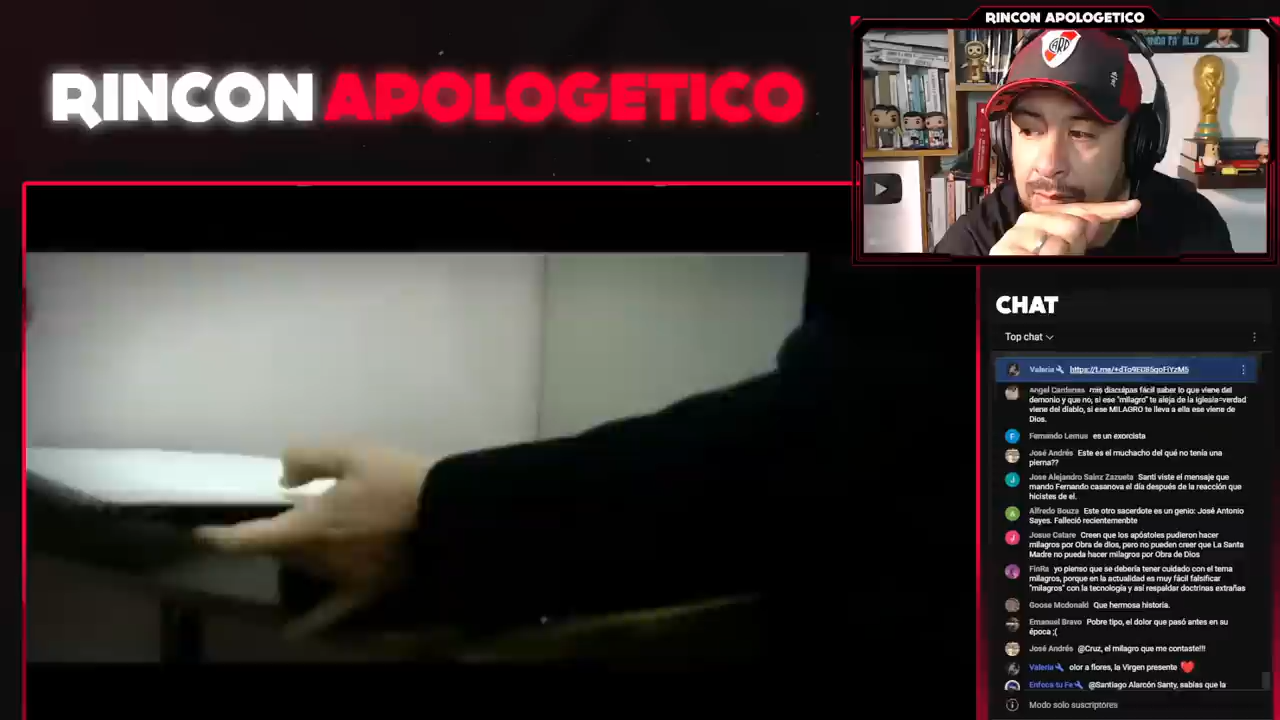 RINCON APOLOGETICO
RINCON APOLOGETICO
CARP
CHAT
Top chat
Valeria https://t.me/+dTo9E085qoFiYzM5
Angel Cardenas mis disculpas fácil saber lo que viene del
demonio y que no, si ese "milagro" te aleja de la iglesia=verdad
viene del diablo, si ese MILAGRO te lleva a ella ese viene de
Dios.
Fernando Lemus es un exorcista
José Andrés Este es el muchacho del qué no tenía una
pierna??
Jose Alejandro Sainz Zazueta Santi viste el mensaje que
mando Fernando casanova el día después de la reacción que
hicistes de el.
Alfredo Bouza Este otro sacerdote es un genio: José Antonio
Sayes. Falleció recientemenbte
Josue Catare Creen que los apóstoles pudieron hacer
milagros por Obra de dios, pero no pueden creer que La Santa
Madre no pueda hacer milagros por Obra de Dios
FinRa yo pienso que se debería tener cuidado con el tema
milagros, porque en la actualidad es muy fácil falsificar
"milagros" con la tecnología y así respaldar doctrinas extrañas
Goose Mcdonald Que hermosa historia.
Emanuel Bravo Pobre tipo, el dolor que pasó antes en su
época ;(
José Andrés @Cruz, el milagro que me contaste!!!
Valeria olor a flores, la Virgen presente
Enfoca tu Fe @Santiago Alarcón Santy, sabías que la
Modo solo suscriptores